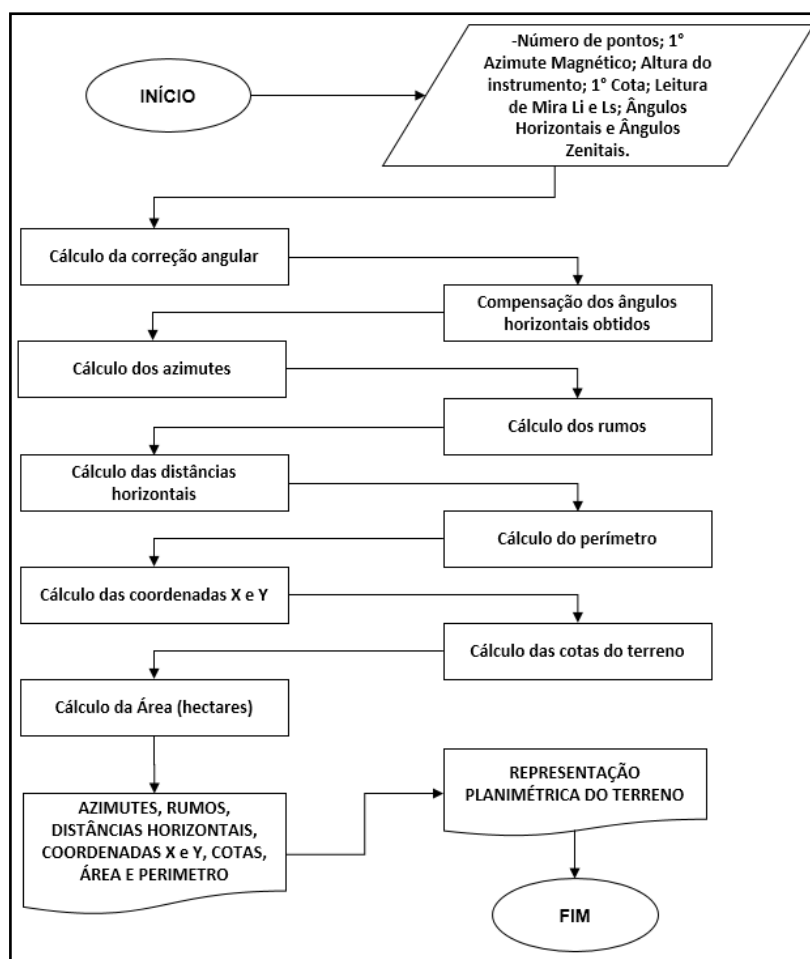 INÍCIO
-Número de pontos; 1°
Azimute Magnético; Altura do
instrumento; 1° Cota; Leitura
de Mira Li e Ls; Ângulos
Horizontais e Ângulos
Zenitais.
Cálculo da correção angular
Compensação dos ângulos
horizontais obtidos
Cálculo dos azimutes
Cálculo dos rumos
Cálculo das distâncias
horizontais
Cálculo do perímetro
Cálculo das coordenadas X e Y
Cálculo das cotas do terreno
Cálculo da Área (hectares)
AZIMUTES, RUMOS,
DISTÂNCIAS HORIZONTAIS,
COORDENADAS X e Y, COTAS,
ÁREA E PERIMETRO
REPRESENTAÇÃO
PLANIMÉTRICA DO TERRENO
FIM